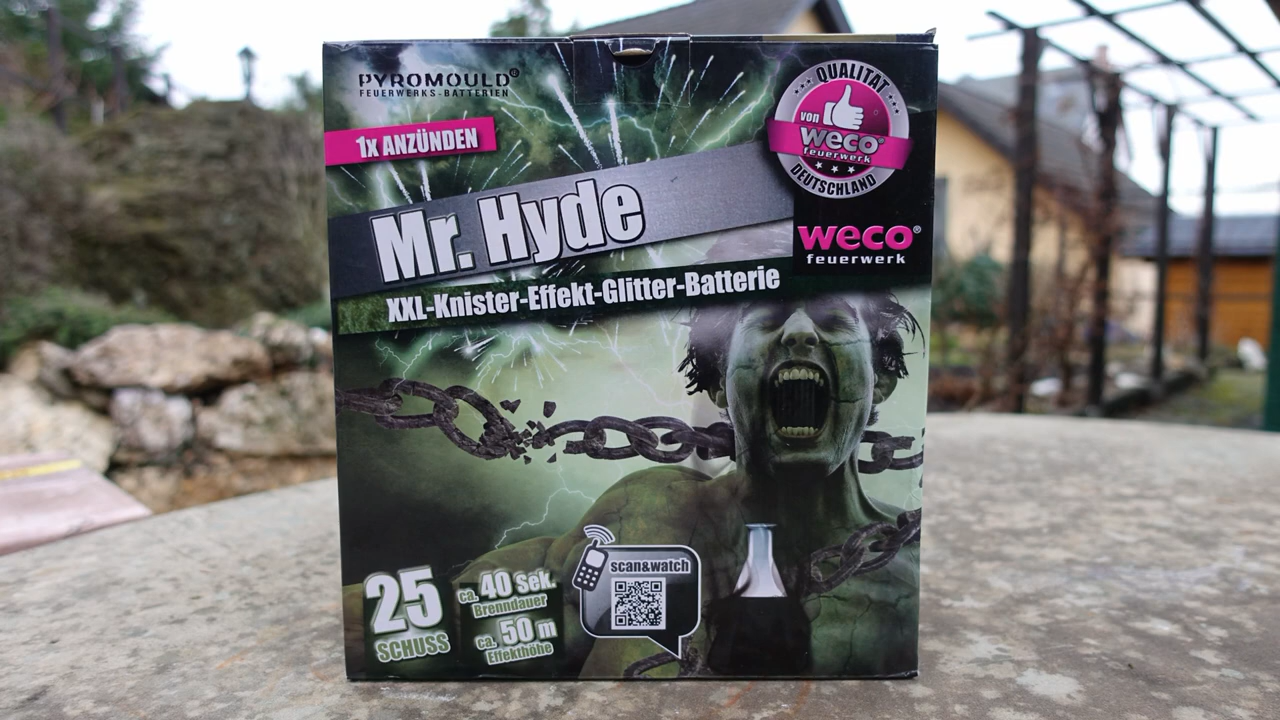 PYROMOULD®
FEUERWERKS-BATTERIEN
1x ANZÜNDEN
QUALITÄT
von
weco®
feuerwerk
DEUTSCHLAND
Mr. Hyde
weco®
feuerwerk
XXL-Knister-Effekt-Glitter-Batterie
25
SCHUSS
ca. 40 Sek.
Brenndauer
ca. 50 m
Effekthöhe
scan&watch